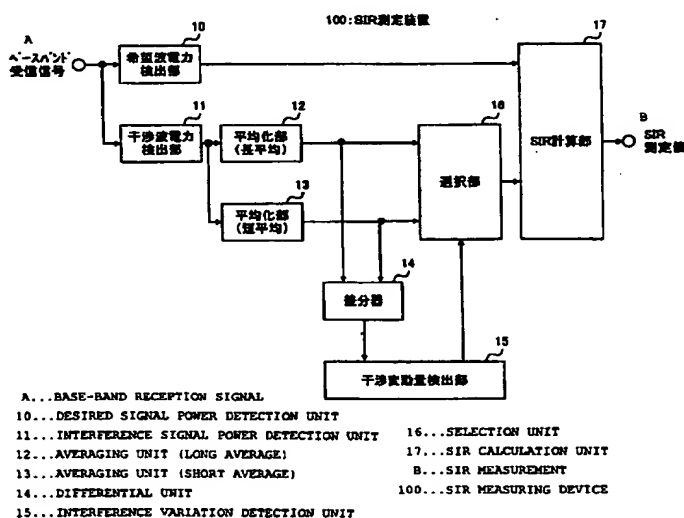 100:SIR測定装置
17
A
ベースバンド
受信信号
10
希望波電力
検出部
11
干渉波電力
検出部
12
平均化部
(長平均)
13
平均化部
(短平均)
16
選択部
SIR計算部
B
SIR
測定値
14
差分器
15
干渉変動量検出部
A...BASE-BAND RECEPTION SIGNAL
10...DESIRED SIGNAL POWER DETECTION UNIT
11...INTERFERENCE SIGNAL POWER DETECTION UNIT
12...AVERAGING UNIT (LONG AVERAGE)
13...AVERAGING UNIT (SHORT AVERAGE)
14...DIFFERENTIAL UNIT
15...INTERFERENCE VARIATION DETECTION UNIT
16...SELECTION UNIT
17...SIR CALCULATION UNIT
B...SIR MEASUREMENT
100...SIR MEASURING DEVICE